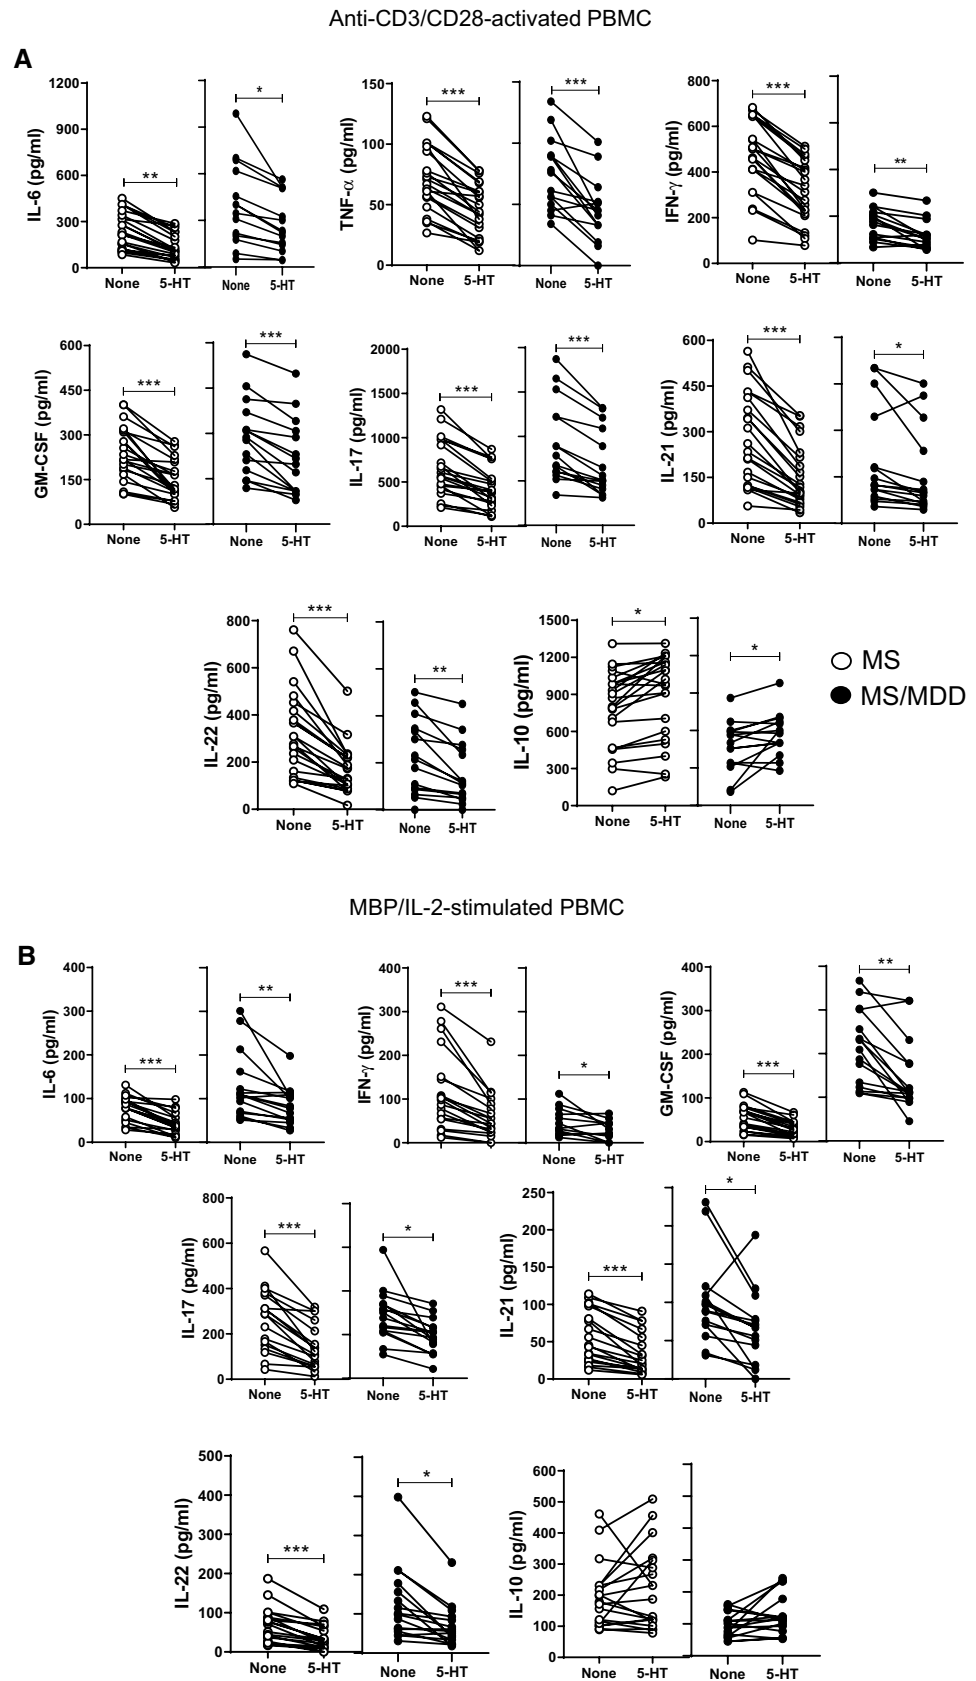 Anti-CD3/CD28-activated PBMC
A
IL-6 (pg/ml)
1200
900
600
300
0
**
*
None 5-HT None 5-HT
TNF-α (pg/ml)
150
100
50
0
***
***
None 5-HT None 5-HT
IFN-γ (pg/ml)
800
600
400
200
0
***
**
None 5-HT None 5-HT
GM-CSF (pg/ml)
600
450
300
150
0
***
***
None 5-HT None 5-HT
IL-17 (pg/ml)
2000
1500
1000
500
0
***
***
None 5-HT None 5-HT
IL-21 (pg/ml)
600
450
300
150
0
***
*
None 5-HT None 5-HT
IL-22 (pg/ml)
800
600
400
200
0
***
**
None 5-HT None 5-HT
IL-10 (pg/ml)
1500
1200
900
600
300
0
*
*
None 5-HT None 5-HT
MS
MS/MDD
MBP/IL-2-stimulated PBMC
B
IL-6 (pg/ml)
400
300
200
100
0
***
**
None 5-HT None 5-HT
IFN-γ (pg/ml)
400
300
200
100
0
***
*
None 5-HT None 5-HT
GM-CSF (pg/ml)
400
300
200
100
0
***
**
None 5-HT None 5-HT
IL-17 (pg/ml)
800
600
400
200
0
***
*
None 5-HT None 5-HT
IL-21 (pg/ml)
250
200
150
100
50
0
***
*
None 5-HT None 5-HT
IL-22 (pg/ml)
500
400
300
200
100
0
***
*
None 5-HT None 5-HT
IL-10 (pg/ml)
600
500
400
300
200
100
0
None 5-HT None 5-HT